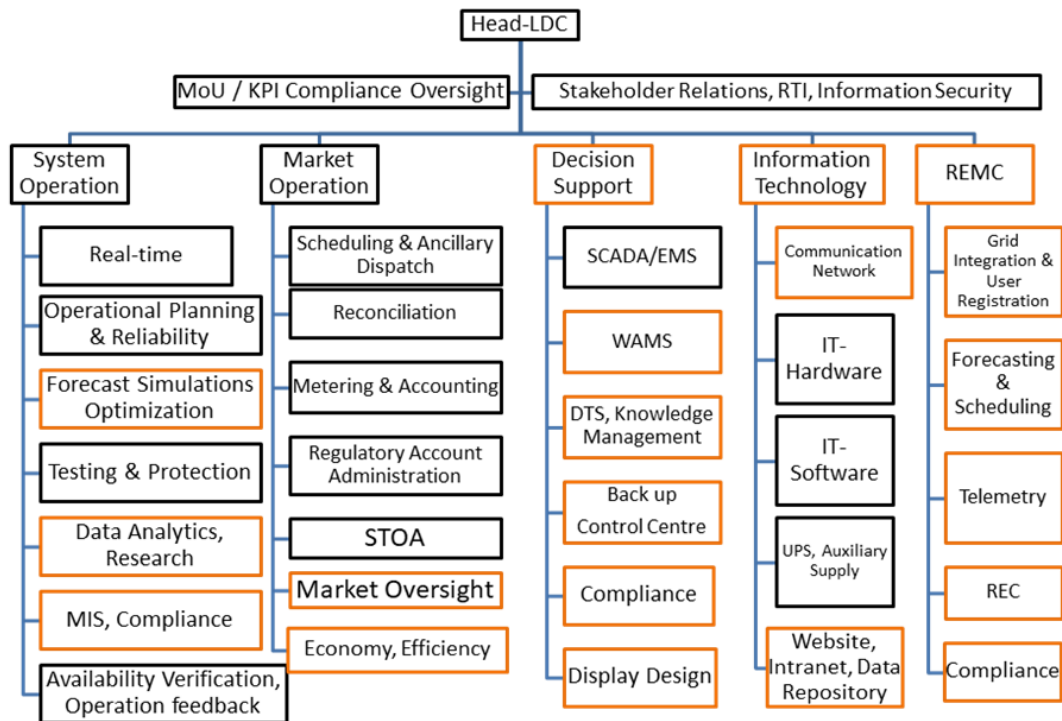 Head-LDC
MoU / KPI Compliance Oversight
Stakeholder Relations, RTI, Information Security
System
Operation
Real-time
Operational Planning
& Reliability
Forecast Simulations
Optimization
Testing & Protection
Data Analytics,
Research
MIS, Compliance
Availability Verification,
Operation feedback
Market
Operation
Scheduling & Ancillary
Dispatch
Reconciliation
Metering & Accounting
Regulatory Account
Administration
STOA
Market Oversight
Economy, Efficiency
Decision
Support
SCADA/EMS
WAMS
DTS, Knowledge
Management
Back up
Control Centre
Compliance
Display Design
Information
Technology
Communication
Network
IT-
Hardware
IT-
Software
UPS, Auxiliary
Supply
Website,
Intranet, Data
Repository
REMC
Grid
Integration &
User
Registration
Forecasting
&
Scheduling
Telemetry
REC
Compliance